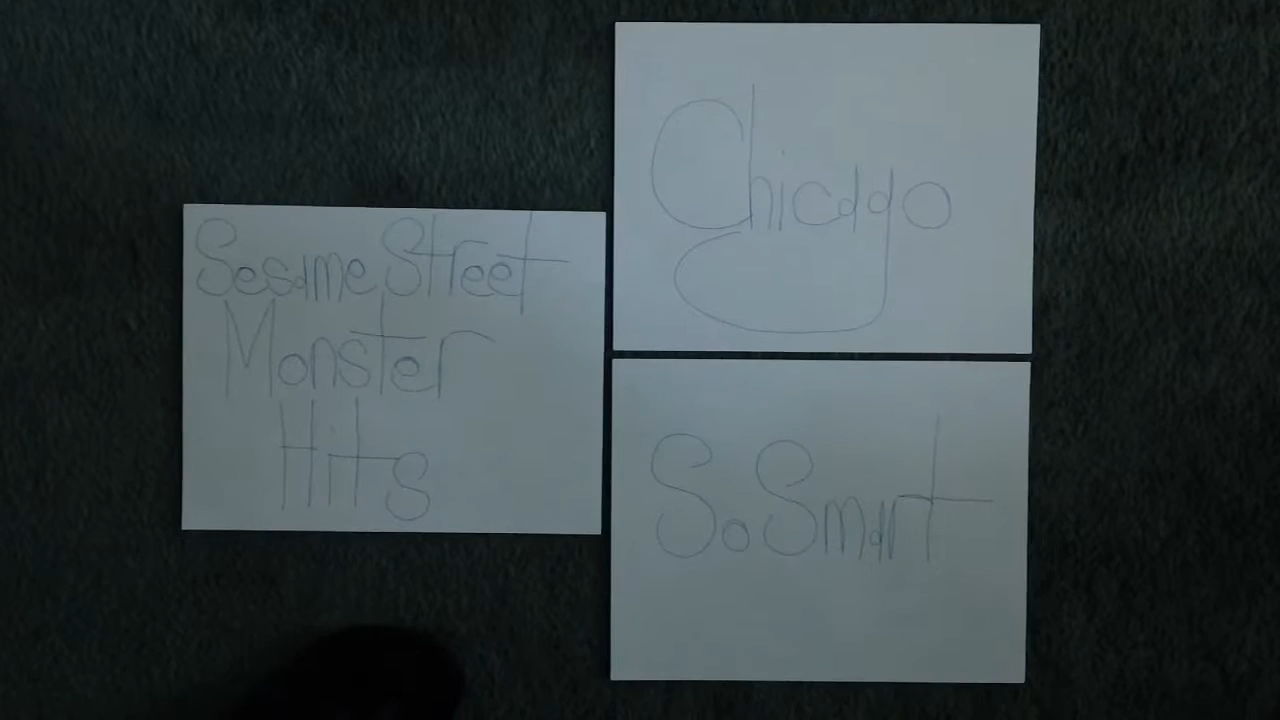 Sesame Street
Monster
Hits
Chicago
So Smart